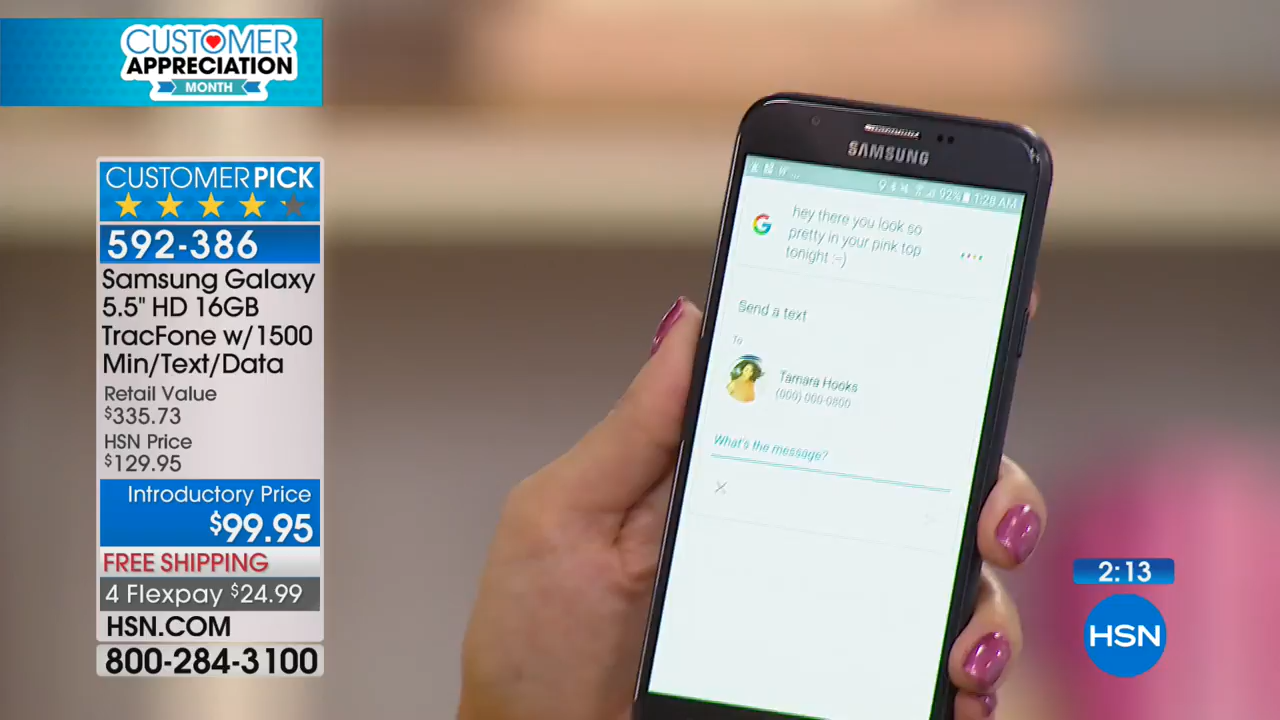 CUSTOMER
APPRECIATION
MONTH
CUSTOMER PICK
592-386
Samsung Galaxy
5.5" HD 16GB
TracFone w/1500
Min/Text/Data
Retail Value
$335.73
HSN Price
$129.95
Introductory Price
$99.95
FREE SHIPPING
4 Flexpay $24.99
HSN.COM
800-284-3100
SAMSUNG
92% 1:28 AM
G
hey there you look so
pretty in your pink top
tonight :-)
Send a text
To
Tamara Hooks
(000) 000-0800
What's the message?
2:13
HSN